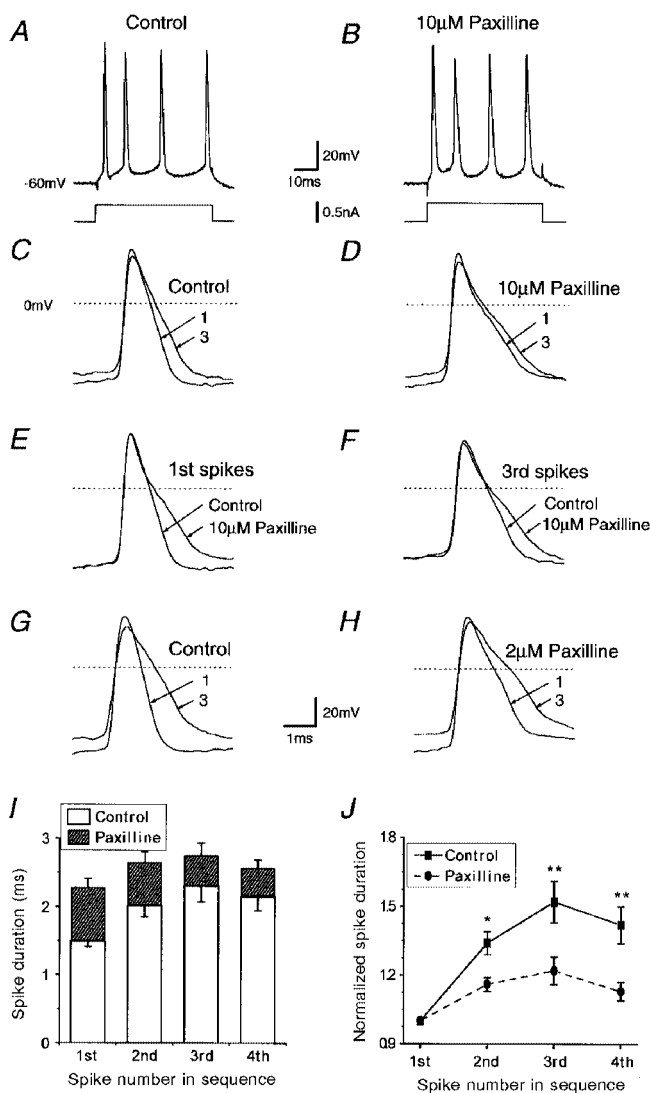 A
Control
B
10μM Paxilline
-60mV
20mV
10ms
0.5nA
C
Control
0mV
1
3
D
10μM Paxilline
1
3
E
1st spikes
Control
10μM Paxilline
F
3rd spikes
Control
10μM Paxilline
G
Control
1
3
20mV
1ms
H
2μM Paxilline
1
3
I
Control
Paxilline
Spike duration (ms)
3
2
1
0
1st 2nd 3rd 4th
Spike number in sequence
J
Control
Paxilline
Normalized spike duration
1.8
1.5
1.2
0.9
*
**
**
1st 2nd 3rd 4th
Spike number in sequence